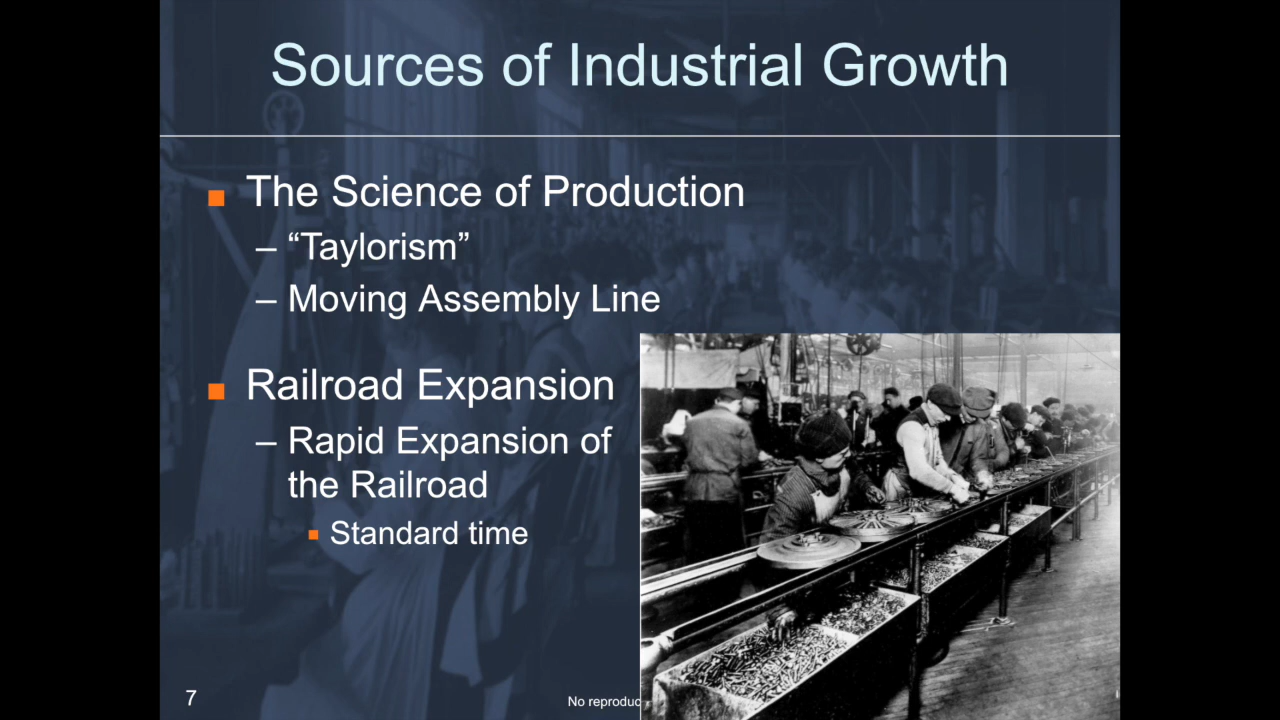 Sources of Industrial Growth
■ The Science of Production
– “Taylorism”
– Moving Assembly Line
■ Railroad Expansion
– Rapid Expansion of
the Railroad
■ Standard time
7
No